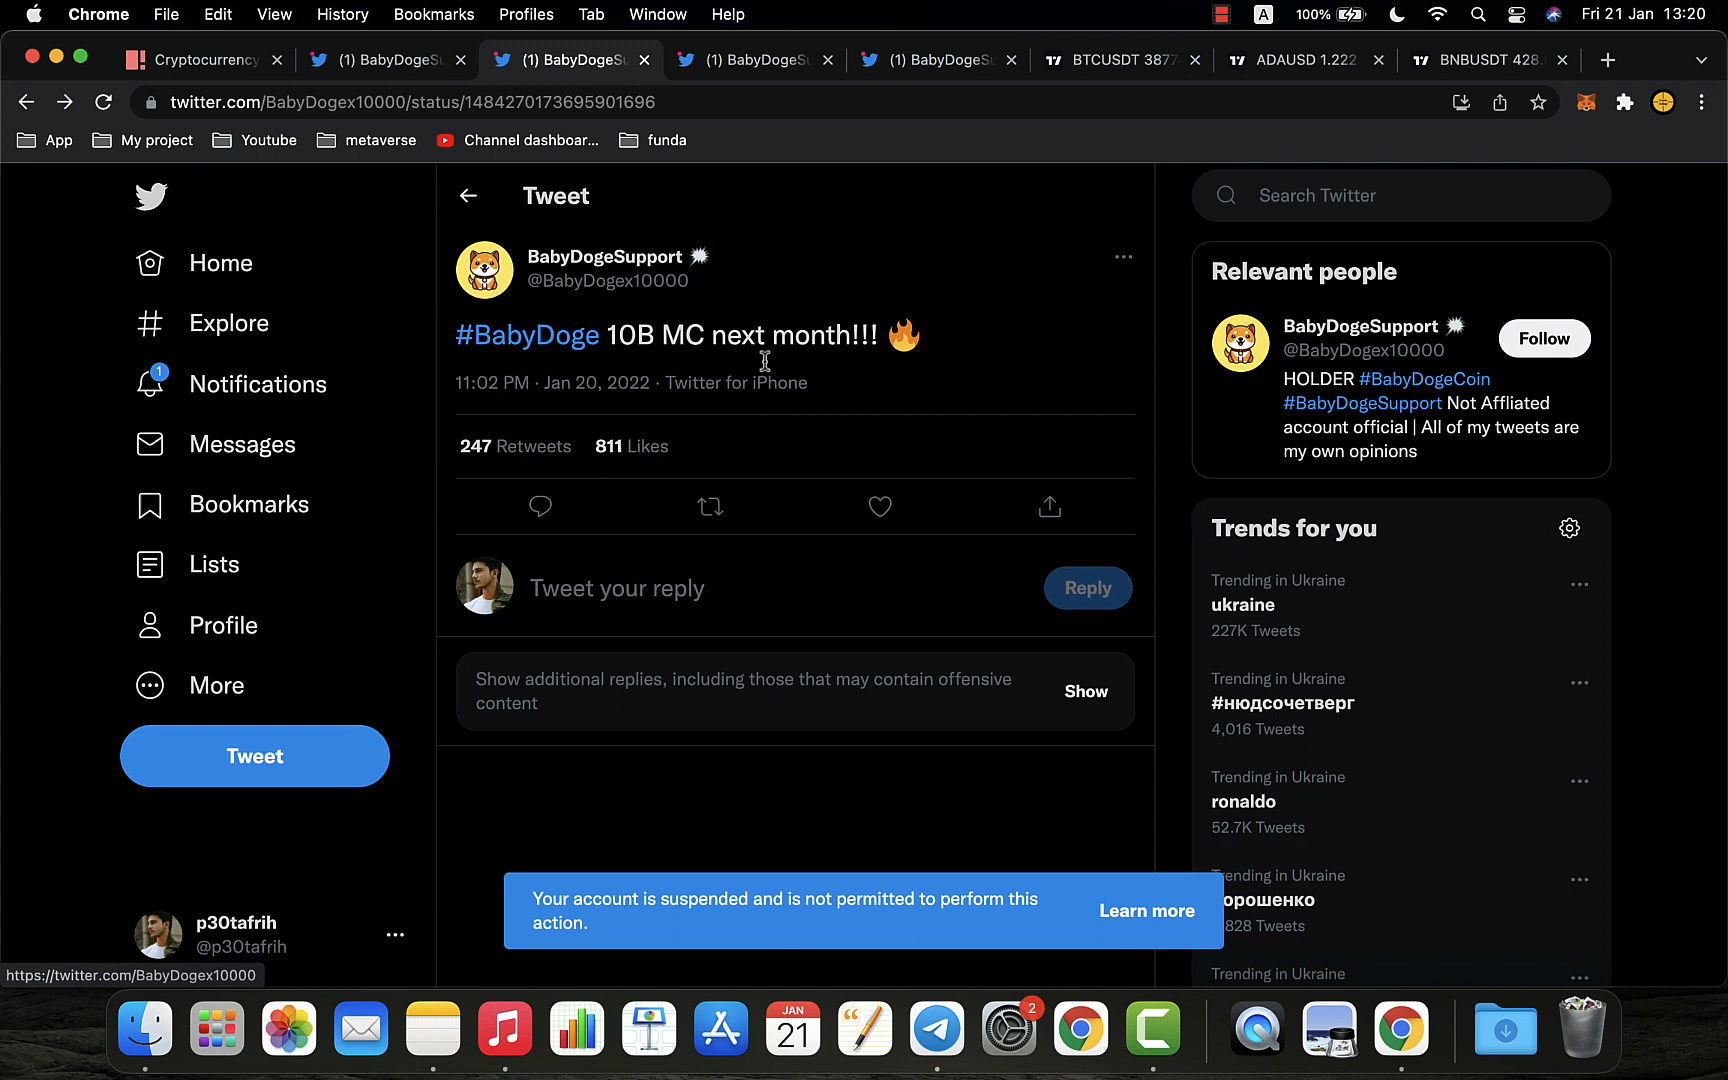 Chrome File Edit View History Bookmarks Profiles Tab Window Help
A 100% Fri 21 Jan 13:20
Cryptocurrency (1) BabyDogeSu (1) BabyDogeSu (1) BabyDogeSu (1) BabyDogeSu BTCUSDT 3877 ADAUSD 1.222 BNBUSDT 428.
twitter.com/BabyDogex10000/status/1484270173695901696
App My project Youtube metaverse Channel dashboar... funda
Home
Explore
1
Notifications
Messages
Bookmarks
Lists
Profile
More
Tweet
p30tafrih
@p30tafrih
https://twitter.com/BabyDogex10000
Tweet
BabyDogeSupport
@BabyDogex10000
#BabyDoge 10B MC next month!!! 🔥
11:02 PM · Jan 20, 2022 · Twitter for iPhone
247 Retweets 811 Likes
Tweet your reply
Reply
Show additional replies, including those that may contain offensive
content
Show
Your account is suspended and is not permitted to perform this
action.
Learn more
Search Twitter
Relevant people
BabyDogeSupport
@BabyDogex10000
Follow
HOLDER #BabyDogeCoin
#BabyDogeSupport Not Affliated
account official | All of my tweets are
my own opinions
Trends for you
Trending in Ukraine
ukraine
227K Tweets
Trending in Ukraine
#нюдсочетверг
4,016 Tweets
Trending in Ukraine
ronaldo
52.7K Tweets
ending in Ukraine
орошенко
828 Tweets
Trending in Ukraine
JAN
21
2